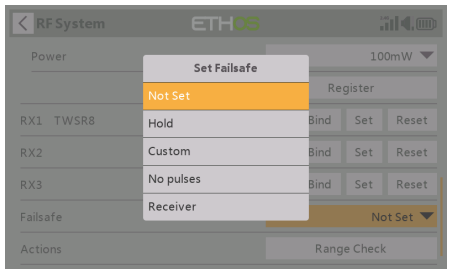 RF System
ETHOS
Power
100mW
Register
RX1 TWSR8
Bind
Set
Reset
RX2
Bind
Set
Reset
RX3
Bind
Set
Reset
Failsafe
Not Set
Actions
Range Check
Set Failsafe
Not Set
Hold
Custom
No pulses
Receiver